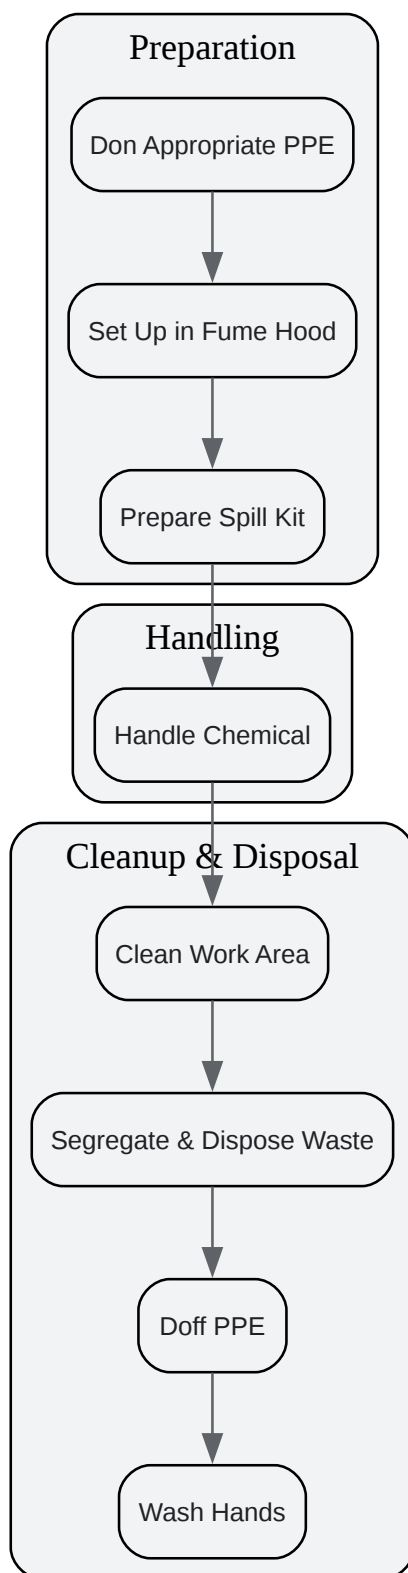 Preparation
Don Appropriate PPE
Set Up in Fume Hood
Prepare Spill Kit
Handling
Handle Chemical
Cleanup & Disposal
Clean Work Area
Segregate & Dispose Waste
Doff PPE
Wash Hands